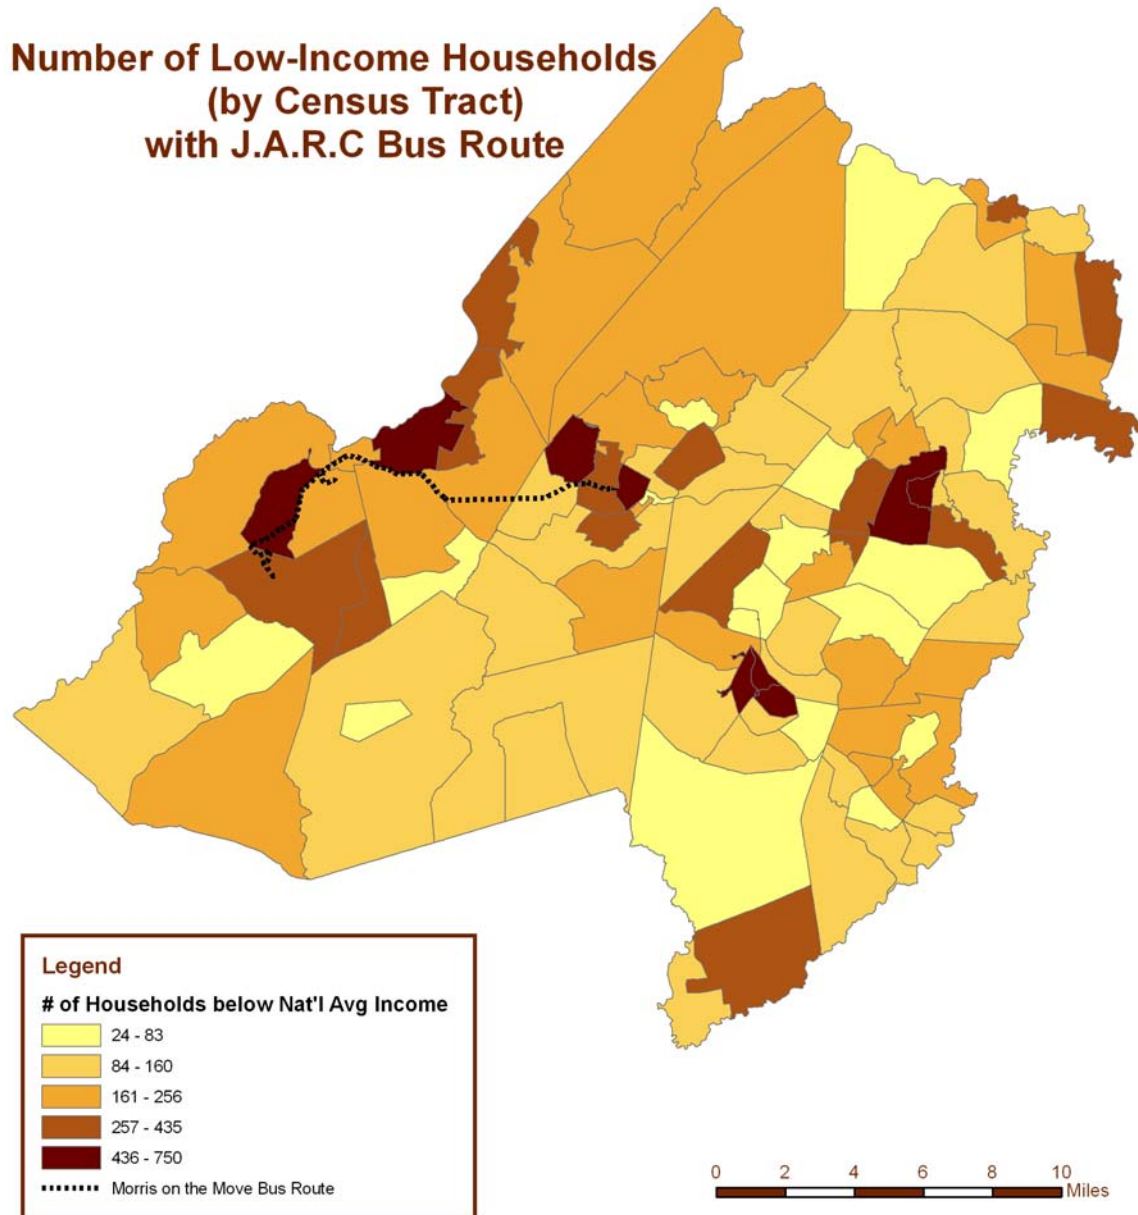 Number of Low-Income Households
(by Census Tract)
with J.A.R.C Bus Route
Legend
# of Households below Nat'l Avg Income
24 - 83
84 - 160
161 - 256
257 - 435
436 - 750
Morris on the Move Bus Route
0 2 4 6 8 10
Miles